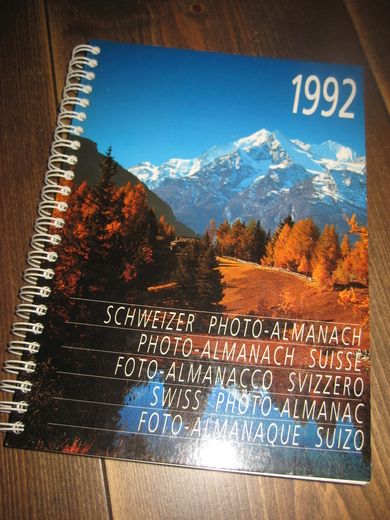 1992
SCHWEIZER PHOTO-ALMANACH
PHOTO-ALMANACH SUISSE
FOTO-ALMANACCO SVIZZERO
SWISS PHOTO-ALMANAC
FOTO-ALMANAQUE SUIZO